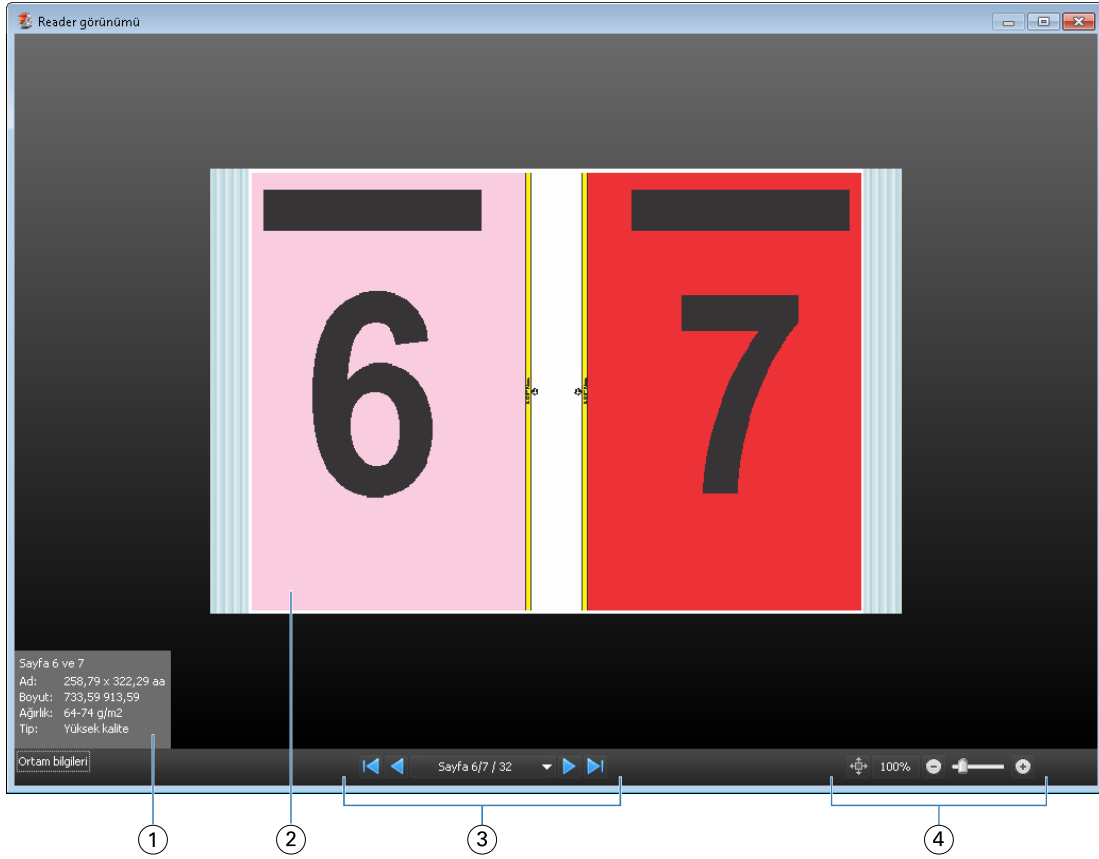 Reader görünümü
6
7
Sayfa 6 ve 7
Ad: 258,79 x 322,29 aa
Boyut: 733,59 913,59
Ağırlık: 64-74 g/m2
Tip: Yüksek kalite
Ortam bilgileri
Sayfa 6/7 / 32
100%
1
2
3
4